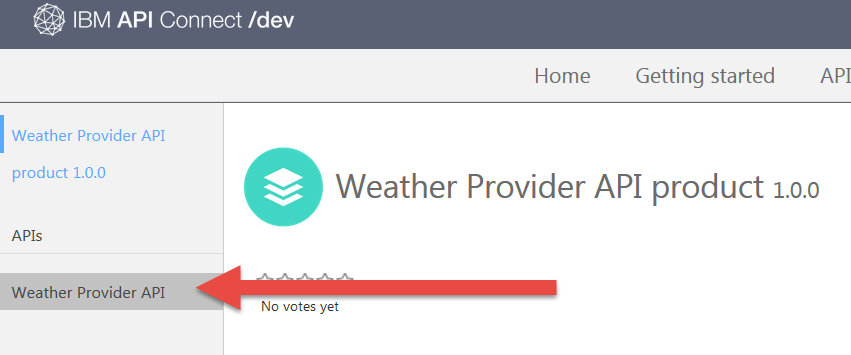 IBM API Connect /dev
Home Getting started API
Weather Provider API
product 1.0.0
APIs
Weather Provider API
Weather Provider API product 1.0.0
No votes yet